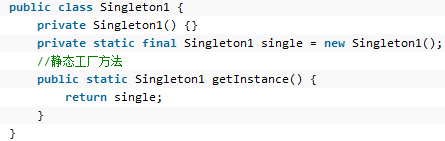 public class Singleton1 {
    private Singleton1() {}
    private static final Singleton1 single = new Singleton1();
    //静态工厂方法
    public static Singleton1 getInstance() {
        return single;
    }
}